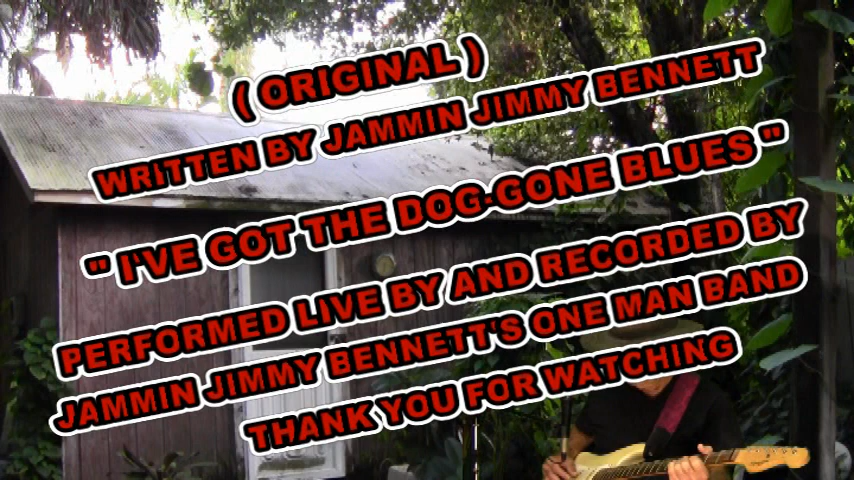 ( ORIGINAL )
WRITTEN BY JAMMIN JIMMY BENNETT
" I'VE GOT THE DOG-GONE BLUES "
PERFORMED LIVE BY AND RECORDED BY
JAMMIN JIMMY BENNETT'S ONE MAN BAND
THANK YOU FOR WATCHING